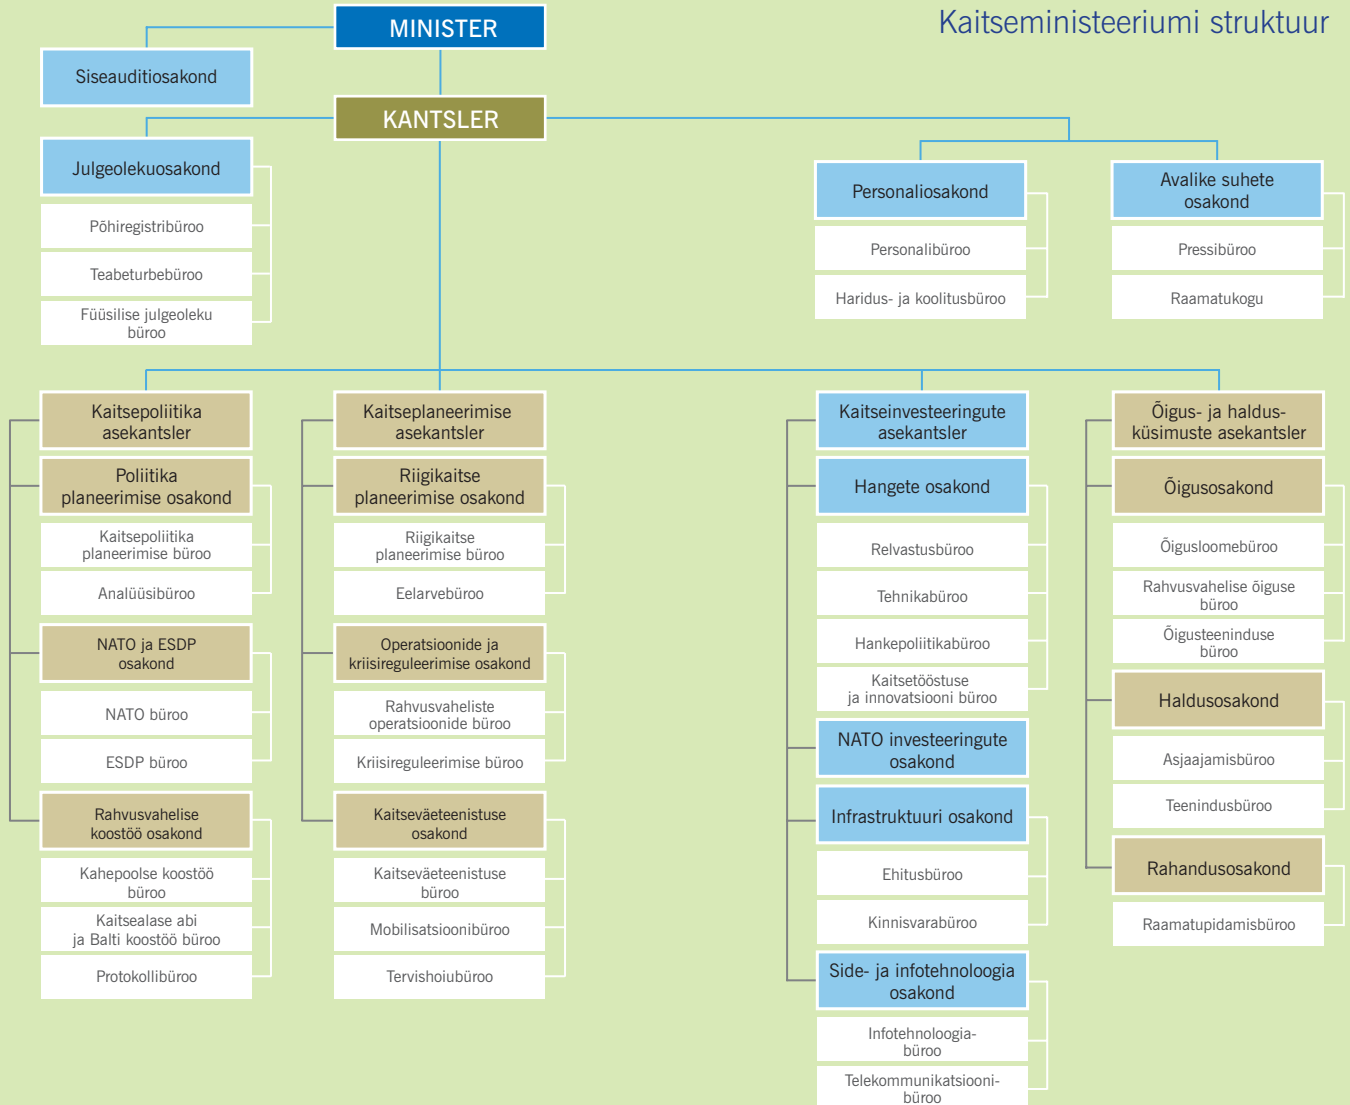 Kaitseministeeriumi struktuur
MINISTER
Siseauditiosakond
KANTSLER
Julgeolekuosakond
Põhiregistribüroo
Teabeturbebüroo
Füüsilise julgeoleku
büroo
Personaliosakond
Personalibüroo
Haridus- ja koolitusbüroo
Avalike suhete
osakond
Pressibüroo
Raamatukogu
Kaitsepoliitika
asekantsler
Poliitika
planeerimise osakond
Kaitsepoliitika
planeerimise büroo
Analüüsibüroo
NATO ja ESDP
osakond
NATO büroo
ESDP büroo
Rahvusvahelise
koostöö osakond
Kahepoolse koostöö
büroo
Kaitsealase abi
ja Balti koostöö büroo
Protokollibüroo
Kaitseplaneerimise
asekantsler
Riigikaitse
planeerimise osakond
Riigikaitse
planeerimise büroo
Eelarvebüroo
Operatsioonide ja
kriisireguleerimise osakond
Rahvusvaheliste
operatsioonide büroo
Kriisireguleerimise büroo
Kaitseväeteenistuse
osakond
Kaitseväeteenistuse
büroo
Mobilisatsioonibüroo
Tervishoiubüroo
Kaitseinvesteeringute
asekantsler
Hangete osakond
Relvastusbüroo
Tehnikabüroo
Hankepoliitikabüroo
Kaitsetööstuse
ja innovatsiooni büroo
NATO investeeringute
osakond
Infrastruktuuri osakond
Ehitusbüroo
Kinnisvarabüroo
Side- ja infotehnoloogia
osakond
Infotehnoloogia-
büroo
Telekommunikatsiooni-
büroo
Õigus- ja haldus-
küsimuste asekantsler
Õigusosakond
Õigusloomebüroo
Rahvusvahelise õiguse
büroo
Õigusteeninduse
büroo
Haldusosakond
Asjaajamisbüroo
Teenindusbüroo
Rahandusosakond
Raamatupidamisbüroo